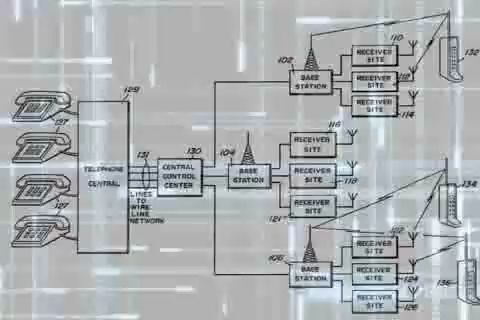 110
RECEIVER
SITE
132
102
BASE
STATION
RECEIVER
SITE
112
RECEIVER
SITE
114
129
127
116
RECEIVER
SITE
TELEPHONE
CENTRAL
131
130
CENTRAL
CONTROL
CENTER
104
BASE
STATION
RECEIVER
SITE
118
134
LINES
TO
WIRE
LINE
NETWORK
127
RECEIVER
SITE
121
122
RECEIVER
SITE
106
BASE
STATION
RECEIVER
SITE
124
136
RECEIVER
SITE
126